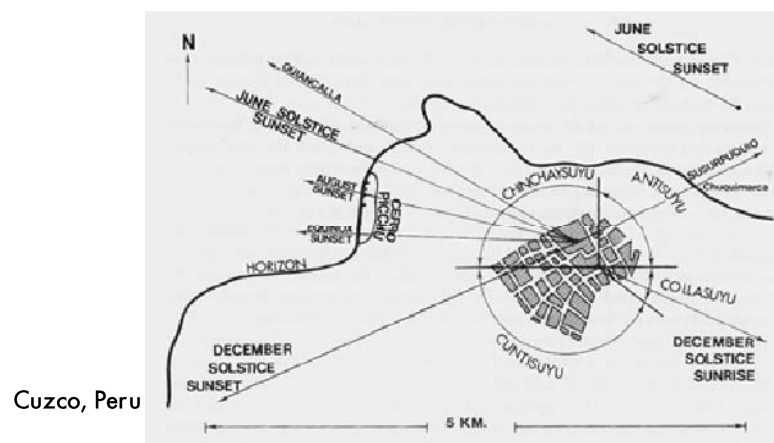 N
JUNE
SOLSTICE
SUNSET
QUIANCALLA
JUNE SOLSTICE
SUNSET
AUGUST
SUNSET
CERRO
PICCHU
EQUINOX
SUNSET
HORIZON
CHINCHAYSUYU
ANTISUYU
SUSURPUQUIO
Chuquimarca
COLLASUYU
CUNTISUYU
DECEMBER
SOLSTICE
SUNSET
DECEMBER
SOLSTICE
SUNRISE
Cuzco, Peru
5 KM.